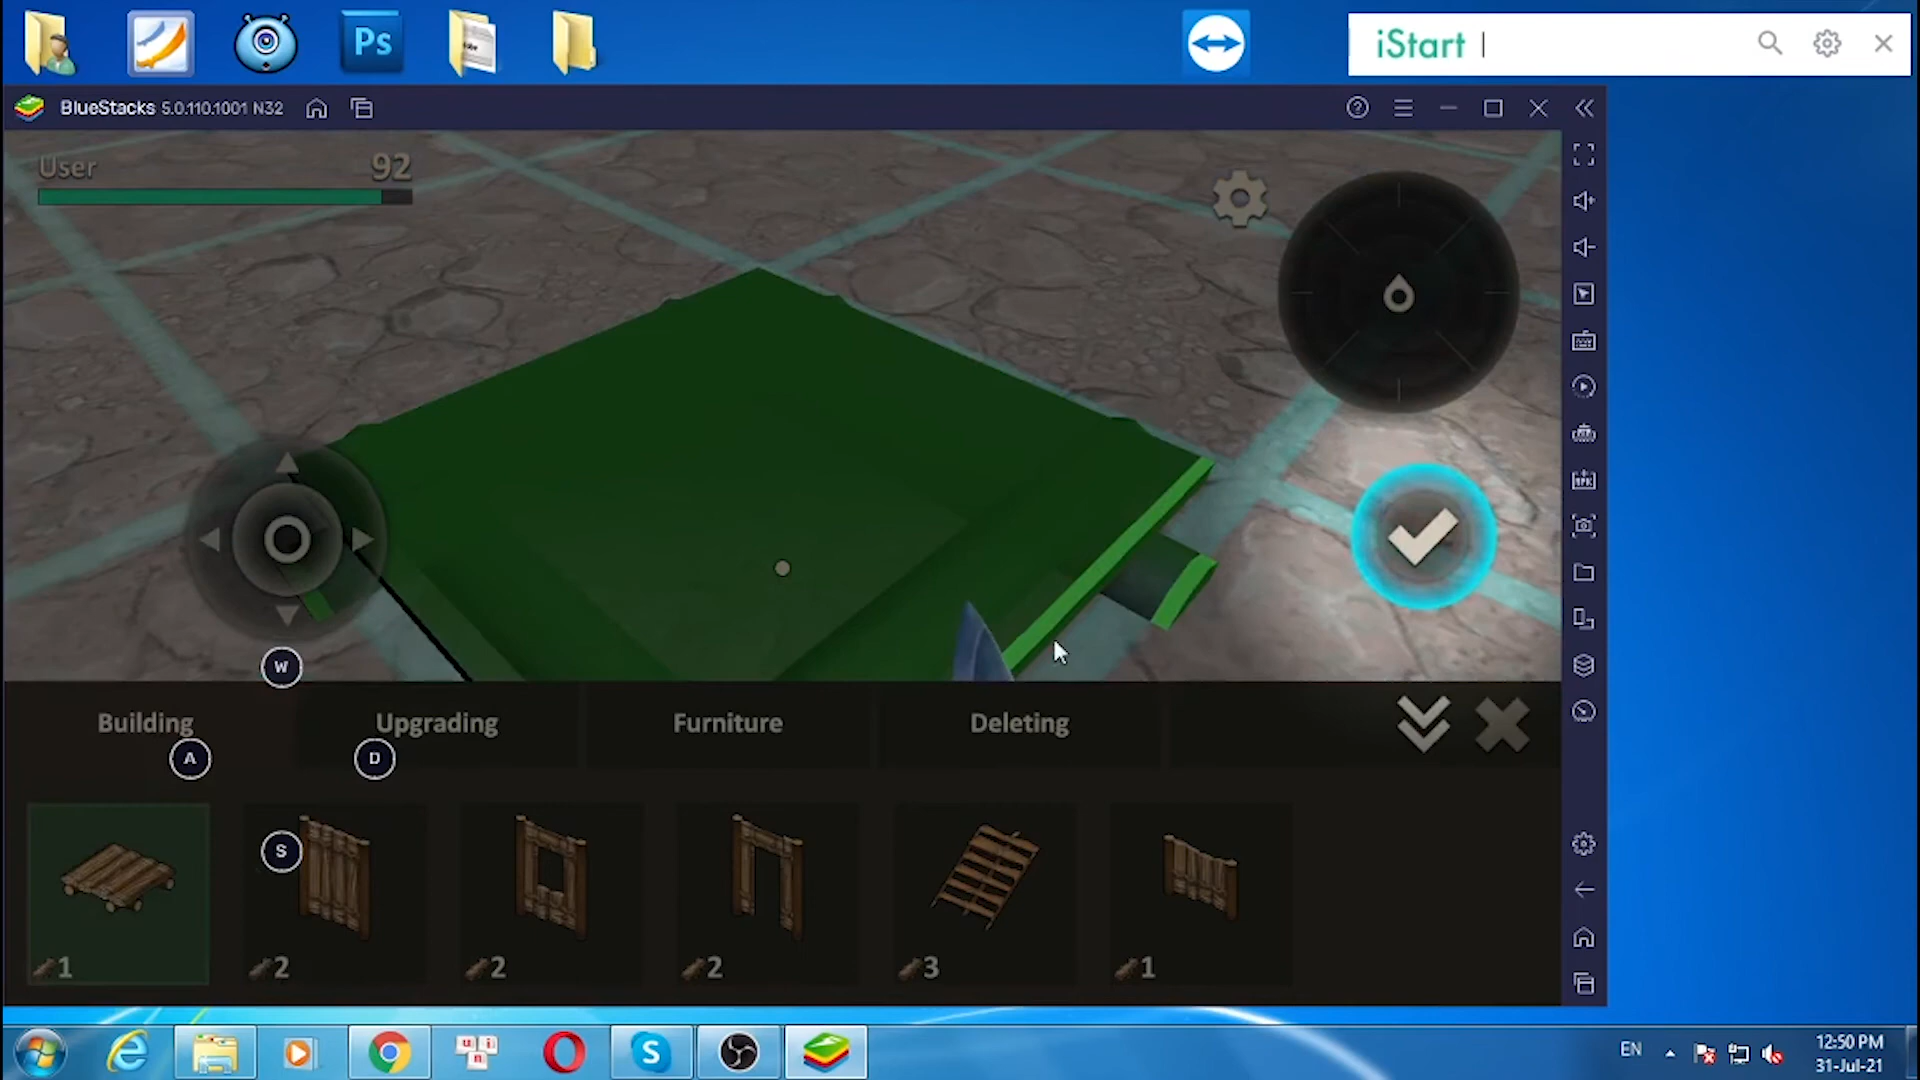 Ps
iStart
BlueStacks 5.0.110.1001 N32
User 92
W
Building Upgrading Furniture Deleting
A D
S
1 2 2 2 3 1
EN
12:50 PM
31-Jul-21